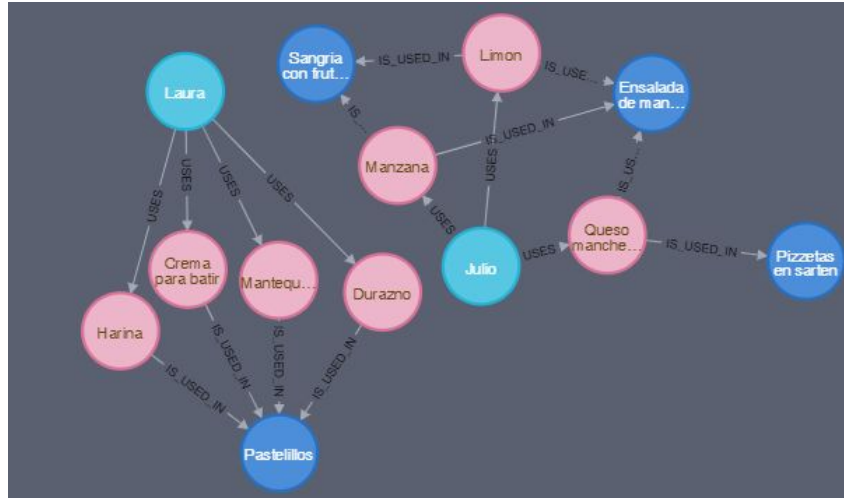 Sangria
con frut…
IS_USED_IN
Limon
IS_USE…
Ensalada
de man…
Laura
IS_…
IS_USED_IN
Manzana
USES
USES
USES
USES
USES
USES
Queso
manche…
IS_US…
USES
IS_USED_IN
Julio
USES
Pizzetas
en sarten
Crema
para batir
Mantequ…
Durazno
Harina
IS_USED_IN
IS_USED_IN
IS_USED_IN
IS_USED_IN
Pastelillos